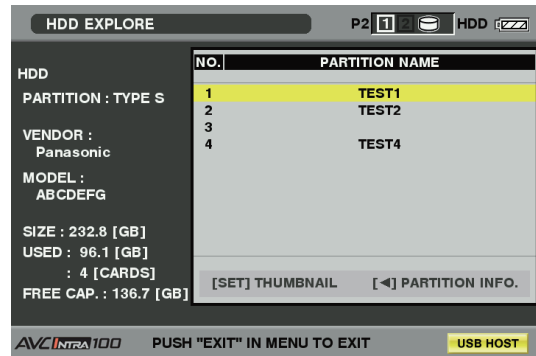 HDD EXPLORE P2 1 2 HDD
HDD
PARTITION : TYPE S
VENDOR :
Panasonic
MODEL :
ABCDEFG
SIZE : 232.8 [GB]
USED : 96.1 [GB]
: 4 [CARDS]
FREE CAP. : 136.7 [GB]
NO. PARTITION NAME
1 TEST1
2 TEST2
3
4 TEST4
[SET] THUMBNAIL [◄] PARTITION INFO.
AVC INTRA 100 PUSH "EXIT" IN MENU TO EXIT USB HOST